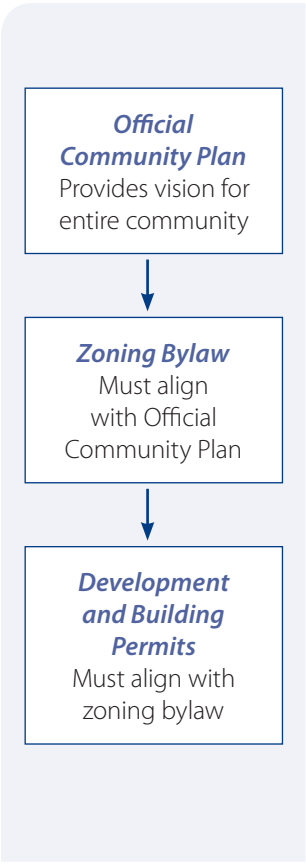 Official
Community Plan
Provides vision for
entire community
Zoning Bylaw
Must align
with Official
Community Plan
Development
and Building
Permits
Must align with
zoning bylaw